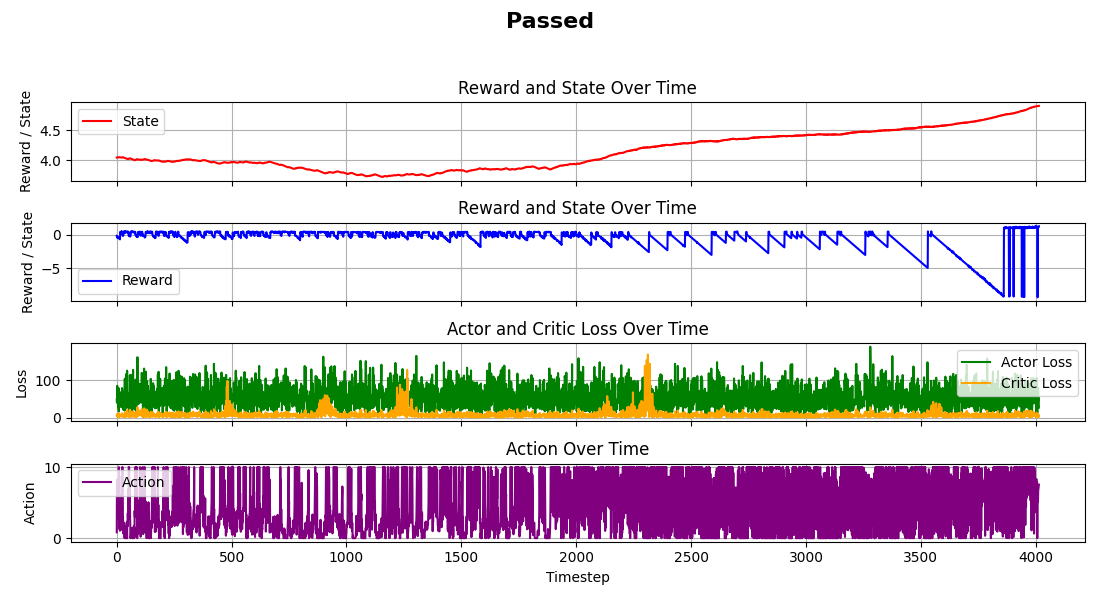 Passed
Reward and State Over Time
Reward / State
4.5
4.0
State
Reward and State Over Time
Reward / State
0
−5
Reward
Actor and Critic Loss Over Time
Loss
100
0
Actor Loss
Critic Loss
Action Over Time
Action
10
0
Action
0 500 1000 1500 2000 2500 3000 3500 4000
Timestep